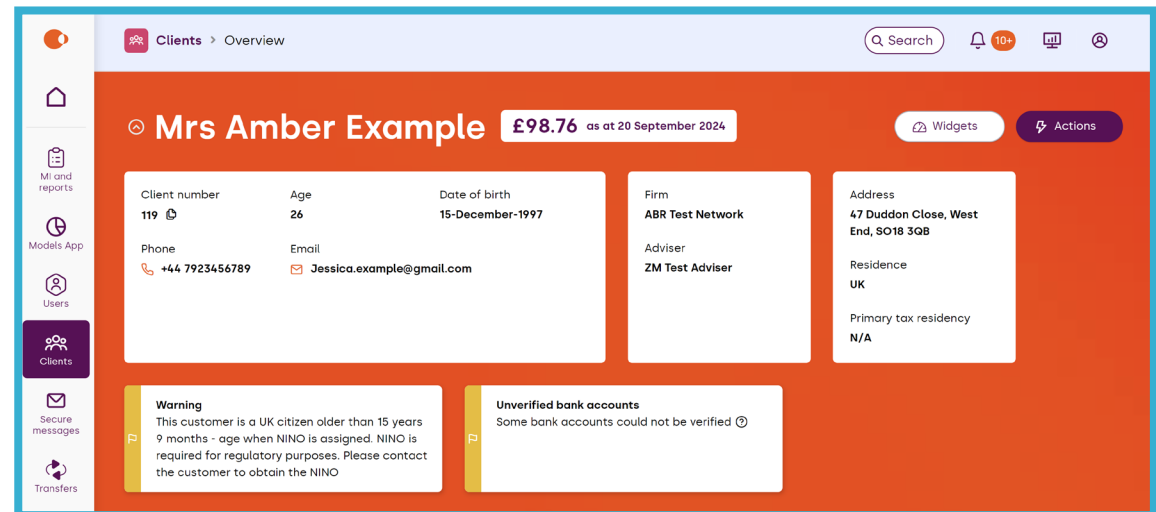 Clients > Overview
Search
10+
MI and
reports
Models App
Users
Clients
Secure
messages
Transfers
Mrs Amber Example
£98.76 as at 20 September 2024
Widgets
Actions
Client number
119
Age
26
Date of birth
15-December-1997
Phone
+44 7923456789
Email
Jessica.example@gmail.com
Firm
ABR Test Network
Adviser
ZM Test Adviser
Address
47 Duddon Close, West
End, SO18 3QB
Residence
UK
Primary tax residency
N/A
Warning
This customer is a UK citizen older than 15 years
9 months - age when NINO is assigned. NINO is
required for regulatory purposes. Please contact
the customer to obtain the NINO
Unverified bank accounts
Some bank accounts could not be verified